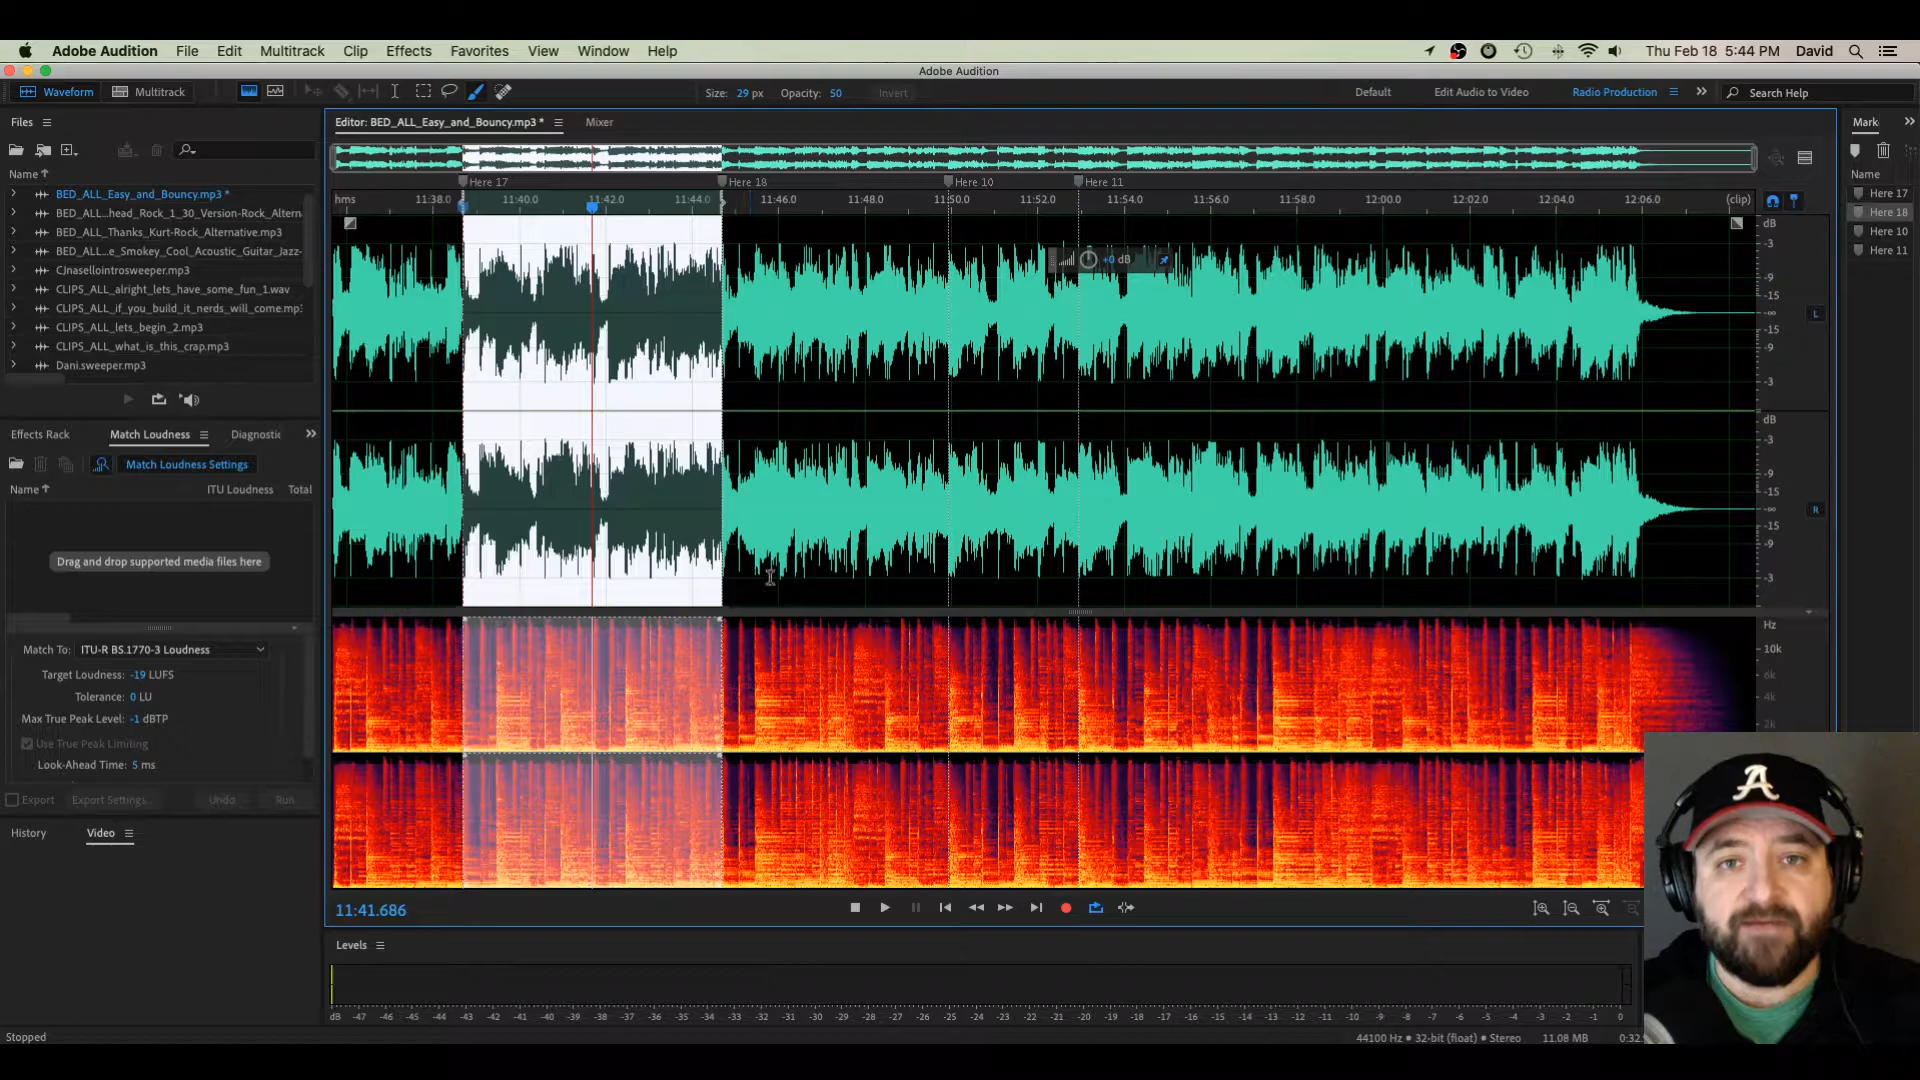 Adobe Audition File Edit Multitrack Clip Effects Favorites View Window Help Thu Feb 18 5:44 PM David
Adobe Audition
Waveform Multitrack Size: 29 px Opacity: 50 Invert Default Edit Audio to Video Radio Production Search Help
Files
Name
BED_ALL_Easy_and_Bouncy.mp3 *
BED_ALL...head_Rock_1_30_Version-Rock_Altern
BED_ALL_Thanks_Kurt-Rock_Alternative.mp3
BED_ALL...e_Smokey_Cool_Acoustic_Guitar_Jazz-
CJnasellointrosweeper.mp3
CLIPS_ALL_alright_lets_have_some_fun_1.wav
CLIPS_ALL_if_you_build_it_nerds_will_come.mp3
CLIPS_ALL_lets_begin_2.mp3
CLIPS_ALL_what_is_this_crap.mp3
Dani.sweeper.mp3
Effects Rack Match Loudness Diagnostic
Match Loudness Settings
Name ITU Loudness Total
Drag and drop supported media files here
Match To: ITU-R BS.1770-3 Loudness
Target Loudness: -19 LUFS
Tolerance: 0 LU
Max True Peak Level: -1 dBTP
Use True Peak Limiting
Look-Ahead Time: 5 ms
Export Export Settings... Undo Run
History Video
Editor: BED_ALL_Easy_and_Bouncy.mp3 * Mixer
Here 17 Here 18 Here 10 Here 11
hms 11:38.0 11:40.0 11:42.0 11:44.0 11:46.0 11:48.0 11:50.0 11:52.0 11:54.0 11:56.0 11:58.0 12:00.0 12:02.0 12:04.0 12:06.0 (clip)
+0 dB
dB
-3
-9
-15
-∞
-15
-9
-3
L
dB
-3
-9
-15
-∞
-15
-9
-3
R
Hz
10k
6k
4k
2k
11:41.686
Levels
dB -47 -46 -45 -44 -43 -42 -41 -40 -39 -38 -37 -36 -35 -34 -33 -32 -31 -30 -29 -28 -27 -26 -25 -24 -23 -22 -21 -20 -19 -18 -17 -16 -15 -14 -13 -12 -11 -10 -9 -8 -7 -6 -5 -4 -3 -2 -1 0
Mark
Name
Here 17
Here 18
Here 10
Here 11
A
Stopped 44100 Hz • 32-bit (float) • Stereo 11.08 MB 0:32.